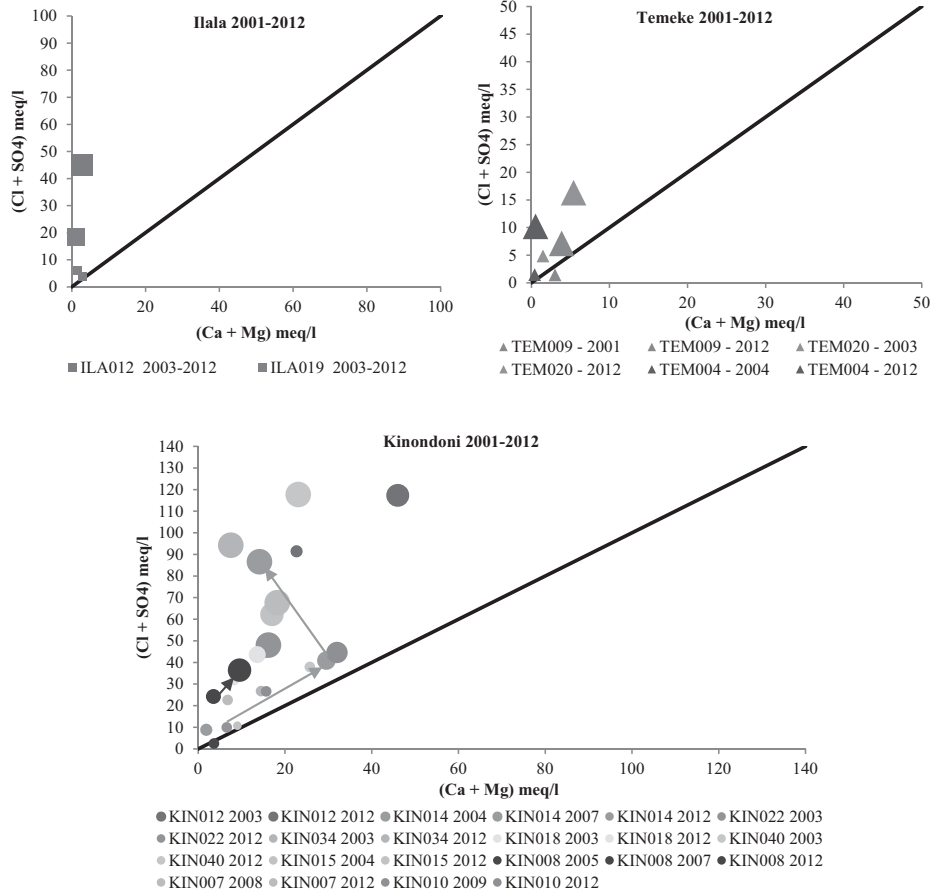 Ilala 2001-2012
100
90
80
70
60
50
40
30
20
10
0
(Cl + SO4) meq/l
0 20 40 60 80 100
(Ca + Mg) meq/l
ILA012 2003-2012 ILA019 2003-2012
Temeke 2001-2012
50
45
40
35
30
25
20
15
10
5
0
(Cl + SO4) meq/l
0 10 20 30 40 50
(Ca + Mg) meq/l
TEM009 - 2001 TEM009 - 2012 TEM020 - 2003
TEM020 - 2012 TEM004 - 2004 TEM004 - 2012
Kinondoni 2001-2012
140
130
120
110
100
90
80
70
60
50
40
30
20
10
0
(Cl + SO4) meq/l
0 20 40 60 80 100 120 140
(Ca + Mg) meq/l
KIN012 2003 KIN012 2012 KIN014 2004 KIN014 2007 KIN014 2012 KIN022 2003
KIN022 2012 KIN034 2003 KIN034 2012 KIN018 2003 KIN018 2012 KIN040 2003
KIN040 2012 KIN015 2004 KIN015 2012 KIN008 2005 KIN008 2007 KIN008 2012
KIN007 2008 KIN007 2012 KIN010 2009 KIN010 2012